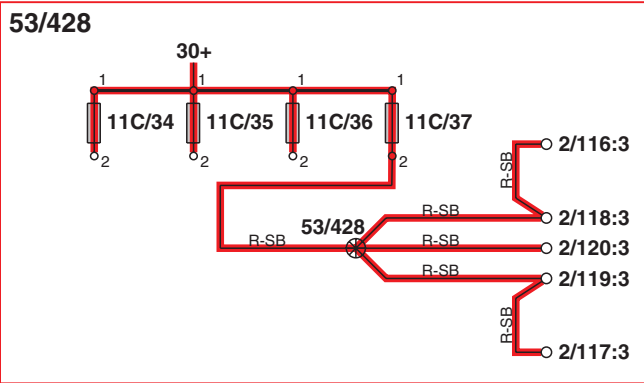 53/428
30+
1 1 1 1
11C/34 11C/35 11C/36 11C/37
2 2 2 2
2/116:3
R-SB
R-SB 2/118:3
53/428
R-SB R-SB 2/120:3
R-SB 2/119:3
R-SB
2/117:3